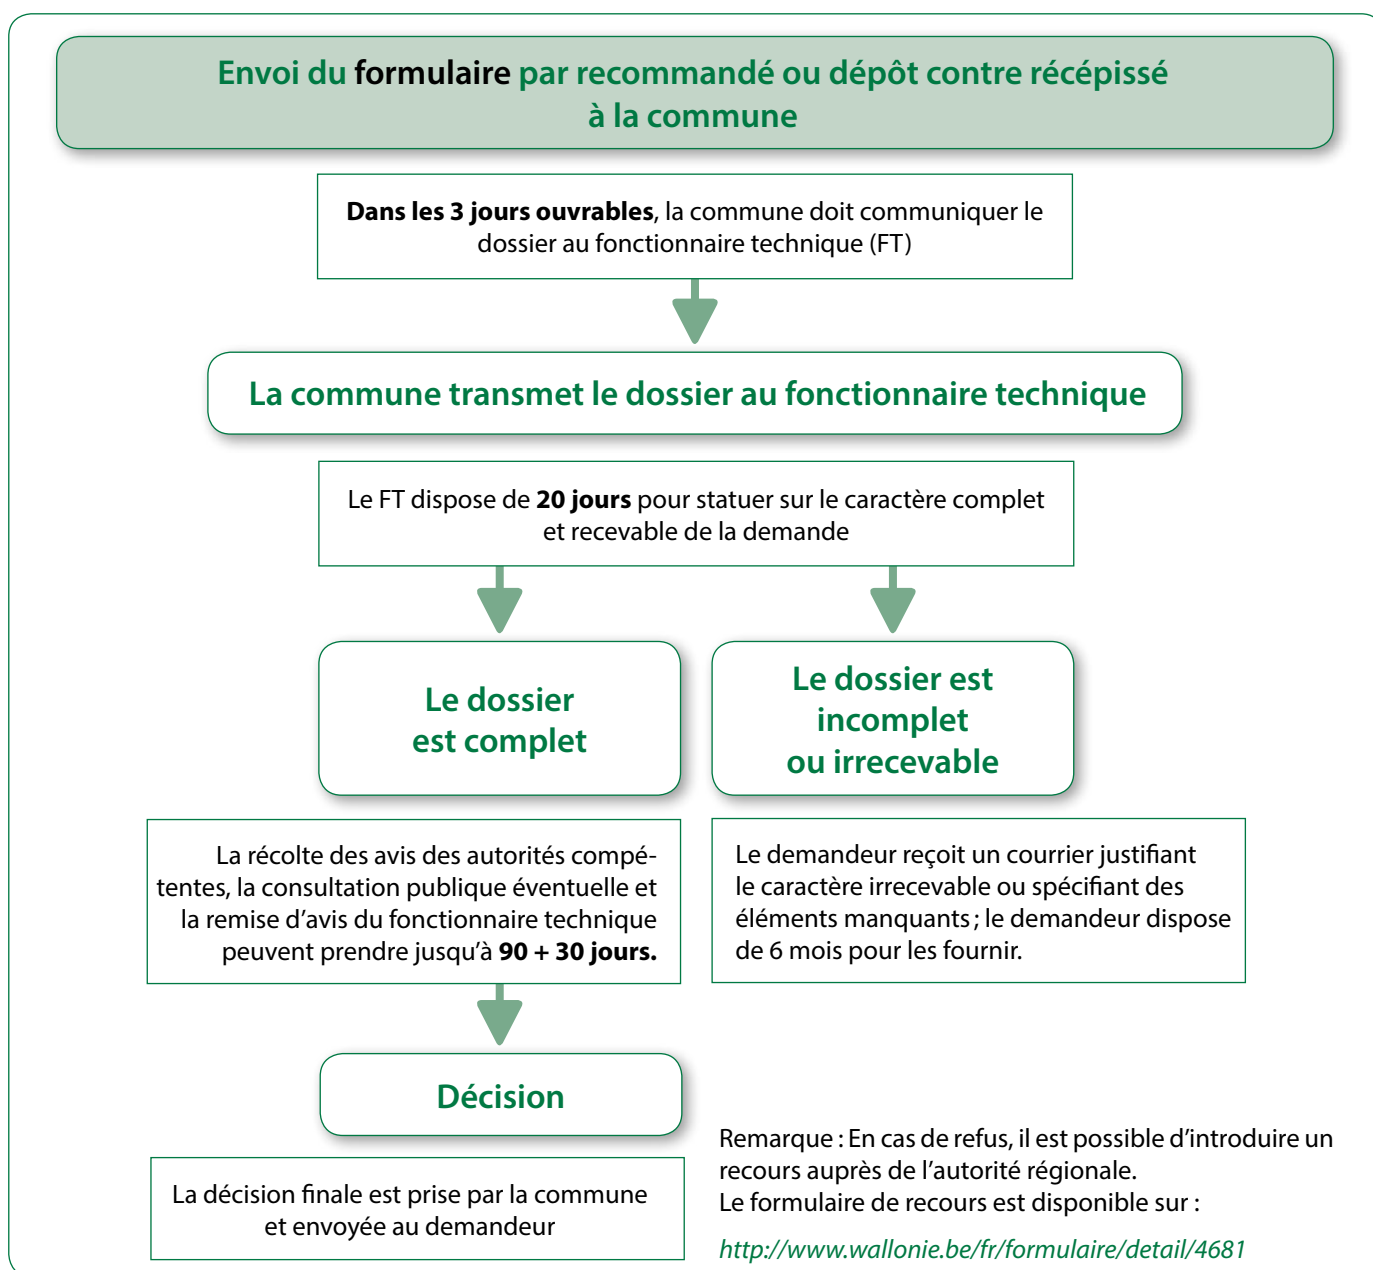 Envoi du formulaire par recommandé ou dépôt contre récépissé
à la commune
Dans les 3 jours ouvrables, la commune doit communiquer le
dossier au fonctionnaire technique (FT)
La commune transmet le dossier au fonctionnaire technique
Le FT dispose de 20 jours pour statuer sur le caractère complet
et recevable de la demande
Le dossier
est complet
Le dossier est
incomplet
ou irrecevable
La récolte des avis des autorités compé-
tentes, la consultation publique éventuelle et
la remise d'avis du fonctionnaire technique
peuvent prendre jusqu'à 90 + 30 jours.
Le demandeur reçoit un courrier justifiant
le caractère irrecevable ou spécifiant des
éléments manquants ; le demandeur dispose
de 6 mois pour les fournir.
Décision
La décision finale est prise par la commune
et envoyée au demandeur
Remarque : En cas de refus, il est possible d'introduire un
recours auprès de l'autorité régionale.
Le formulaire de recours est disponible sur :
http://www.wallonie.be/fr/formulaire/detail/4681